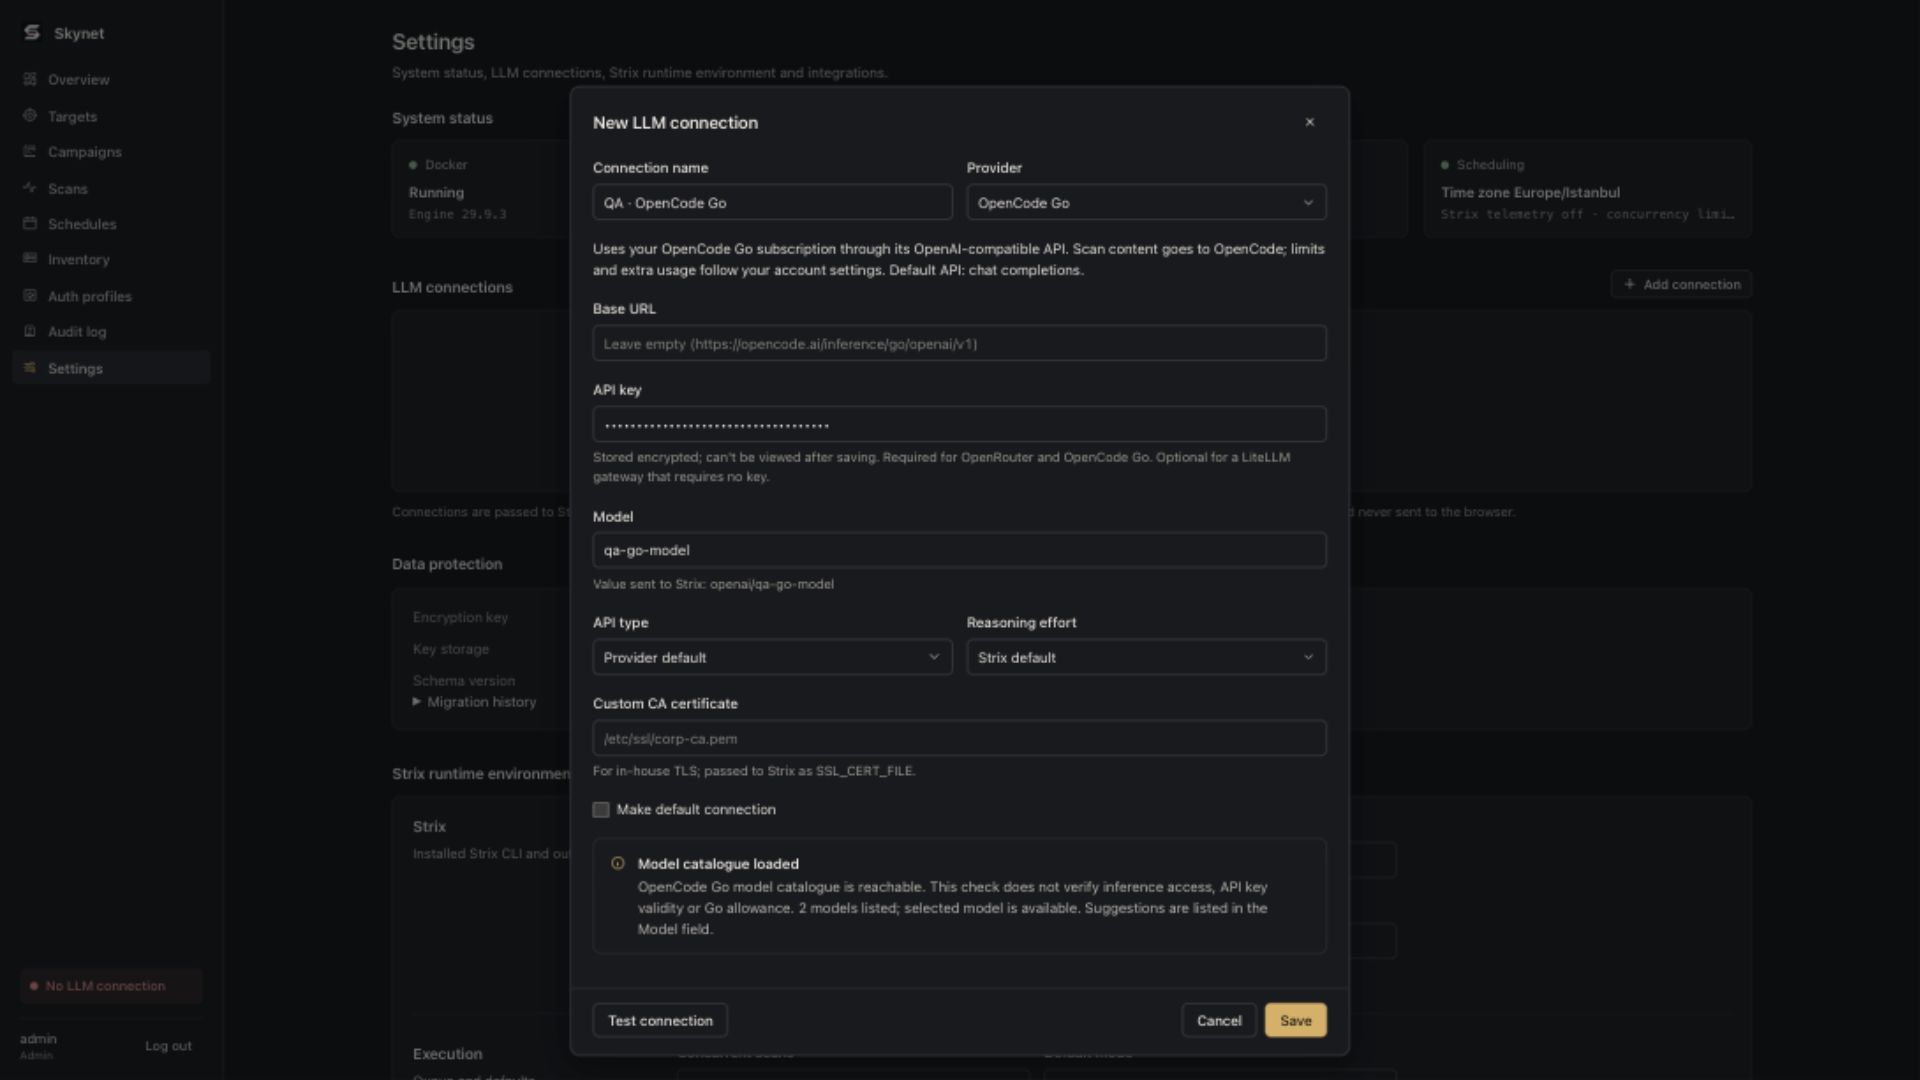 Skynet
Overview
Targets
Campaigns
Scans
Schedules
Inventory
Auth profiles
Audit log
Settings
No LLM connection
admin
Admin
Log out
Settings
System status, LLM connections, Strix runtime environment and integrations.
System status
Docker
Running
Engine 29.9.3
Scheduling
Time zone Europe/Istanbul
Strix telemetry off · concurrency limi…
LLM connections
+ Add connection
Connections are passed to
d never sent to the browser.
Data protection
Encryption key
Key storage
Schema version
Migration history
Strix runtime environmen
Strix
Installed Strix CLI and
Execution
New LLM connection
×
Connection name
Provider
QA · OpenCode Go
OpenCode Go
Uses your OpenCode Go subscription through its OpenAI-compatible API. Scan content goes to OpenCode; limits
and extra usage follow your account settings. Default API: chat completions.
Base URL
Leave empty (https://opencode.ai/inference/go/openai/v1)
API key
Stored encrypted; can't be viewed after saving. Required for OpenRouter and OpenCode Go. Optional for a LiteLLM
gateway that requires no key.
Model
qa-go-model
Value sent to Strix: openai/qa-go-model
API type
Reasoning effort
Provider default
Strix default
Custom CA certificate
/etc/ssl/corp-ca.pem
For in-house TLS; passed to Strix as SSL_CERT_FILE.
Make default connection
Model catalogue loaded
OpenCode Go model catalogue is reachable. This check does not verify inference access, API key
validity or Go allowance. 2 models listed; selected model is available. Suggestions are listed in the
Model field.
Test connection
Cancel
Save